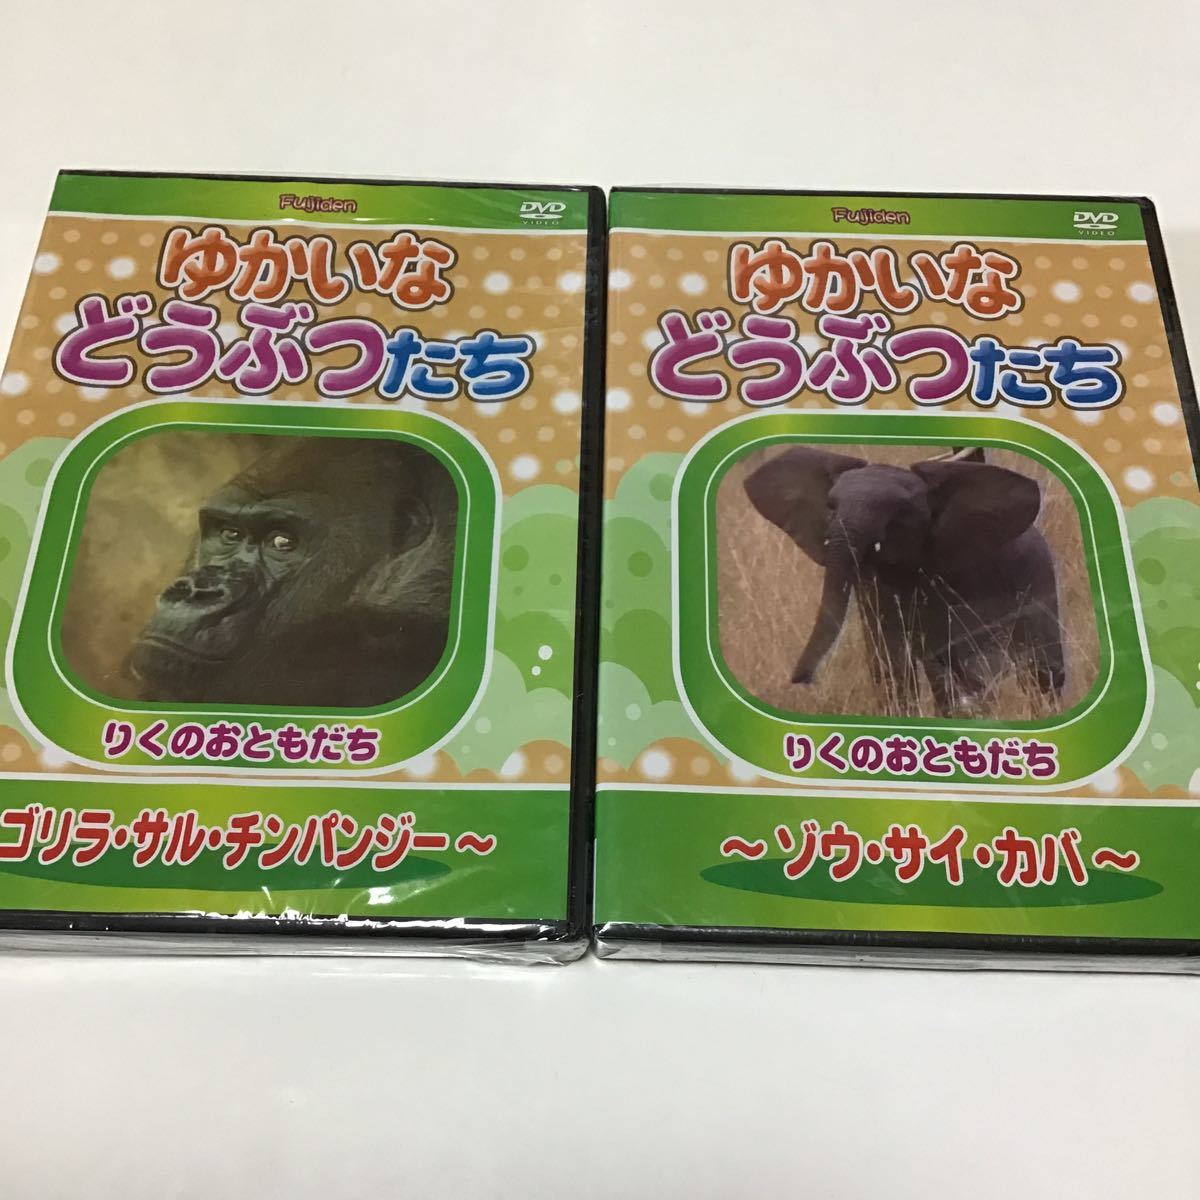 Fujiden
DVD
VIDEO
ゆかいな
どうぶつたち
りくのおともだち
ゴリラ・サル・チンパンジー～
Fujiden
DVD
VIDEO
ゆかいな
どうぶつたち
りくのおともだち
～ゾウ・サイ・カバ～